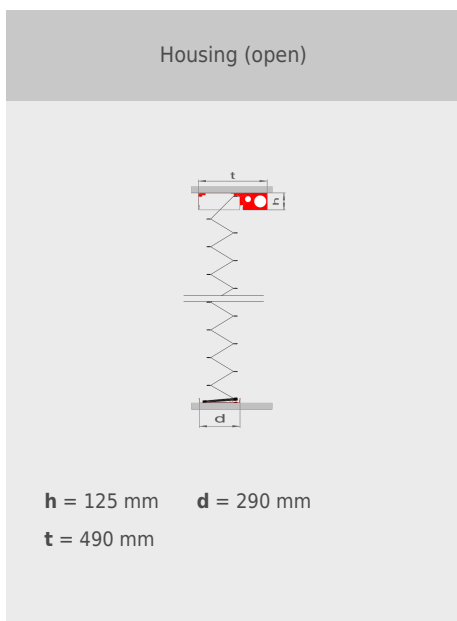 Housing (open)
t
h
d
h = 125 mm d = 290 mm
t = 490 mm